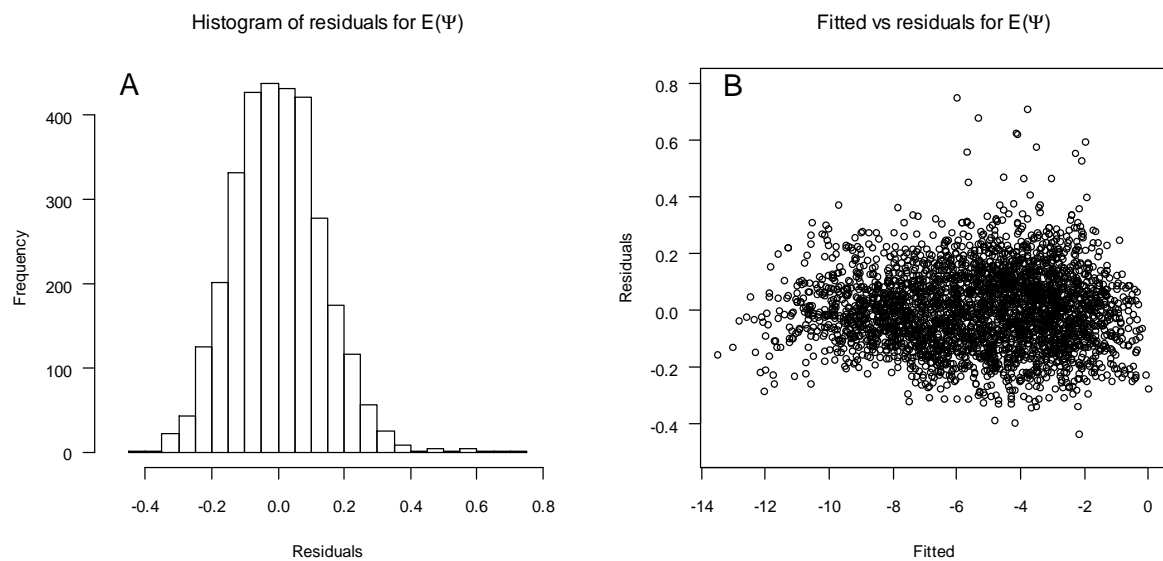 Histogram of residuals for E(Ψ)
A
Frequency
400
300
200
100
0
-0.4 -0.2 0.0 0.2 0.4 0.6 0.8
Residuals
Fitted vs residuals for E(Ψ)
B
Residuals
0.8
0.6
0.4
0.2
0.0
-0.2
-0.4
-14 -12 -10 -8 -6 -4 -2 0
Fitted